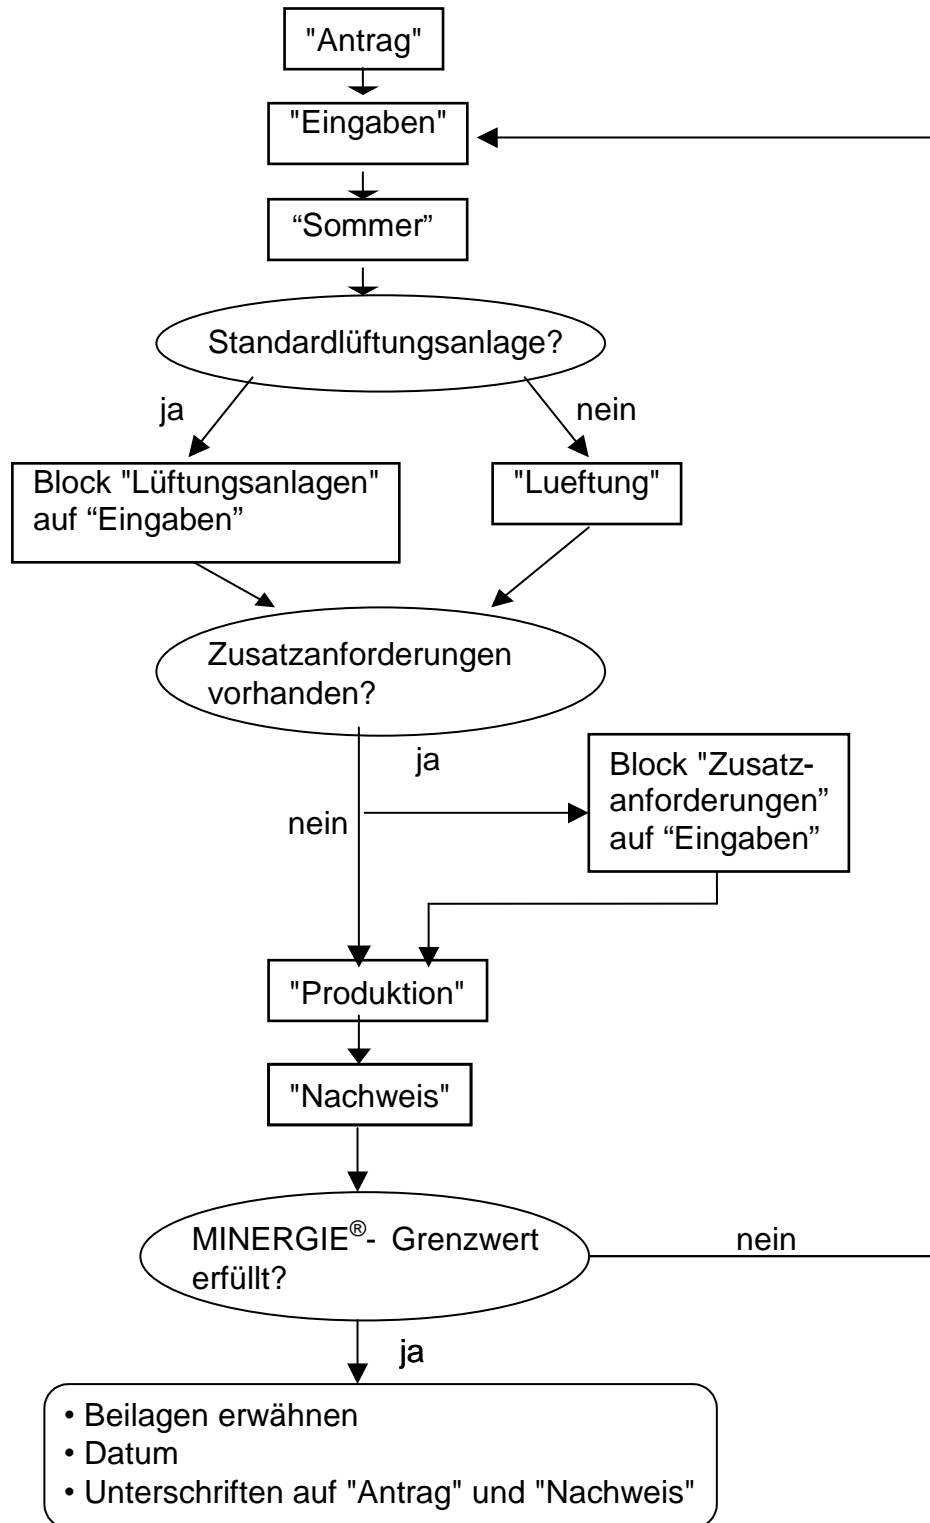 "Antrag"
"Eingaben"
“Sommer”
Standardlüftungsanlage?
ja
nein
Block "Lüftungsanlagen"
auf “Eingaben”
"Lueftung"
Zusatzanforderungen
vorhanden?
ja
nein
Block "Zusatz-
anforderungen”
auf “Eingaben”
"Produktion"
"Nachweis"
MINERGIE®- Grenzwert
erfüllt?
nein
ja
• Beilagen erwähnen
• Datum
• Unterschriften auf "Antrag" und "Nachweis"